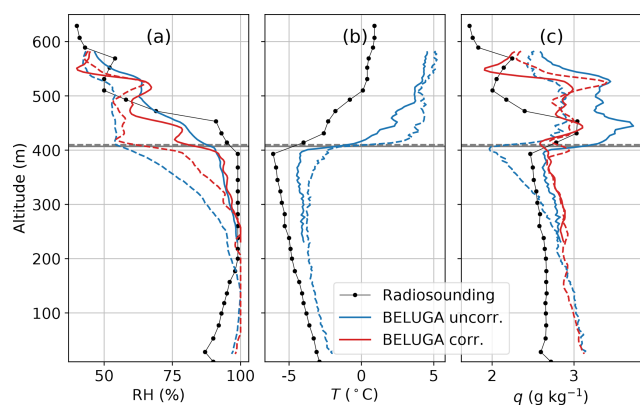 (a) (b) (c)
600
500
400
300
200
100
Altitude (m)
Radiosounding
BELUGA uncorr.
BELUGA corr.
50 75 100 -5 0 5 2 3
RH (%) T (°C) q (g kg⁻¹)